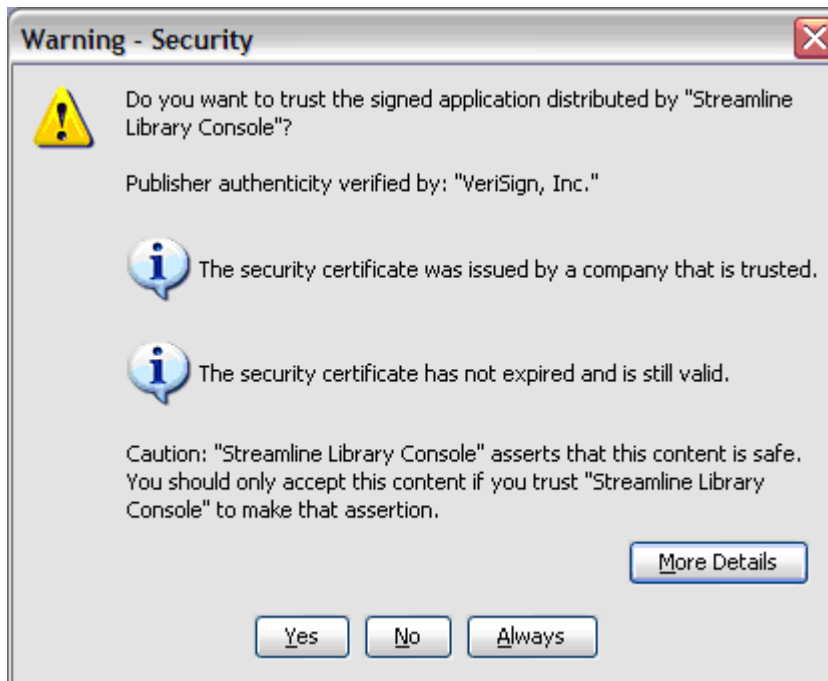 Warning - Security
Do you want to trust the signed application distributed by "Streamline
Library Console"?
Publisher authenticity verified by: "VeriSign, Inc."
The security certificate was issued by a company that is trusted.
The security certificate has not expired and is still valid.
Caution: "Streamline Library Console" asserts that this content is safe.
You should only accept this content if you trust "Streamline Library
Console" to make that assertion.
More Details
Yes No Always